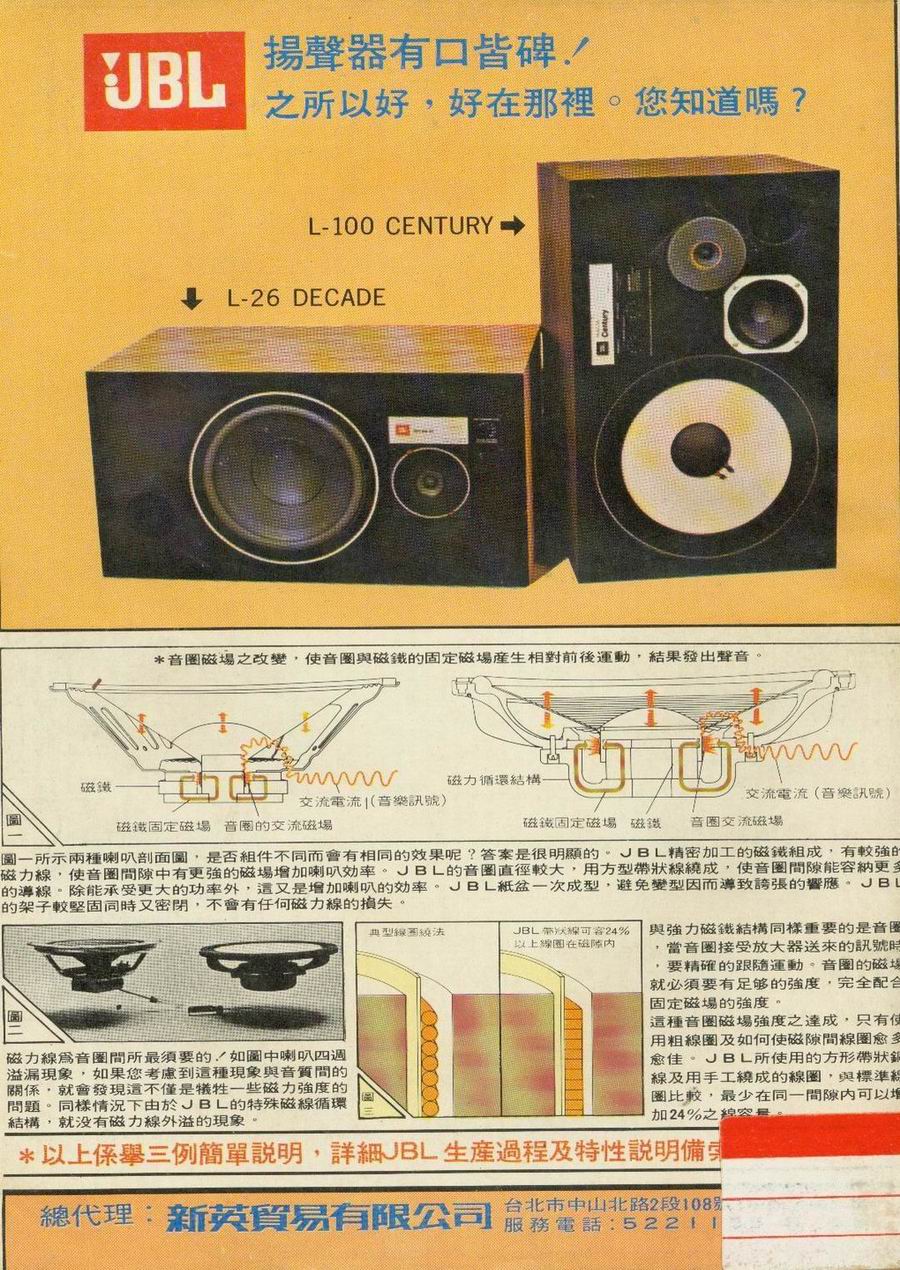 JBL
揚聲器有口皆碑！
之所以好，好在那裡。您知道嗎？
L-100 CENTURY
L-26 DECADE
Century
＊音圈磁場之改變，使音圈與磁鐵的固定磁場產生相對前後運動，結果發出聲音。
磁鐵
磁鐵固定磁場
音圈的交流磁場
交流電流（音樂訊號）
磁力循環結構
磁鐵固定磁場
磁鐵
音圈交流磁場
交流電流（音樂訊號）
圖一
圖一所示兩種喇叭剖面圖，是否組件不同而會有相同的效果呢？答案是很明顯的。JBL精密加工的磁鐵組成，有較強的
磁力線，使音圈間隙中有更強的磁場增加喇叭效率。JBL的音圈直徑較大，用方型帶狀線繞成，使音圈間隙能容納更多
的導線。除能承受更大的功率外，這又是增加喇叭的效率。JBL紙盆一次成型，避免變型因而導致誇張的響應。JBL
的架子較堅固同時又密閉，不會有任何磁力線的損失。
圖二
磁力線為音圈間所最須要的！如圖中喇叭四週
溢漏現象，如果您考慮到這種現象與音質間的
關係，就會發現這不僅是犧牲一些磁力強度的
問題。同樣情況下由於JBL的特殊磁線循環
結構，就没有磁力線外溢的現象。
典型線圈繞法
JBL帶狀線可容24%
以上線圈在磁隙内
圖三
與強力磁鐵結構同樣重要的是音圈
，當音圈接受放大器送來的訊號時
，要精確的跟隨運動。音圈的磁場
就必須要有足够的強度，完全配合
固定磁場的強度。
這種音圈磁場強度之達成，只有使
用粗線圈及如何使磁隙間線圈愈多
愈佳。JBL所使用的方形帶狀銅
線及用手工繞成的線圈，與標準線
圈比較，最少在同一間隙内可以增
加24%之線容量。
＊以上係舉三例簡單説明，詳細JBL生產過程及特性説明備
總代理：新英貿易有限公司
台北市中山北路2段108
服務電話：52211